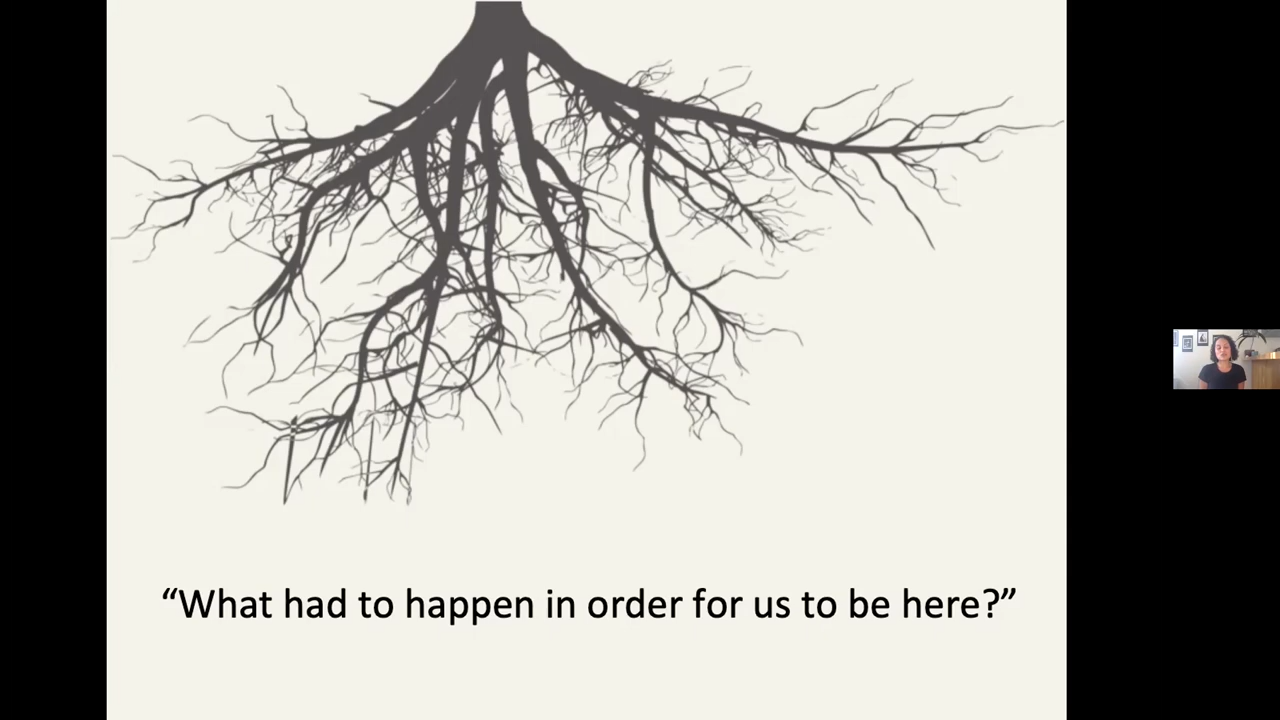 “What had to happen in order for us to be here?”